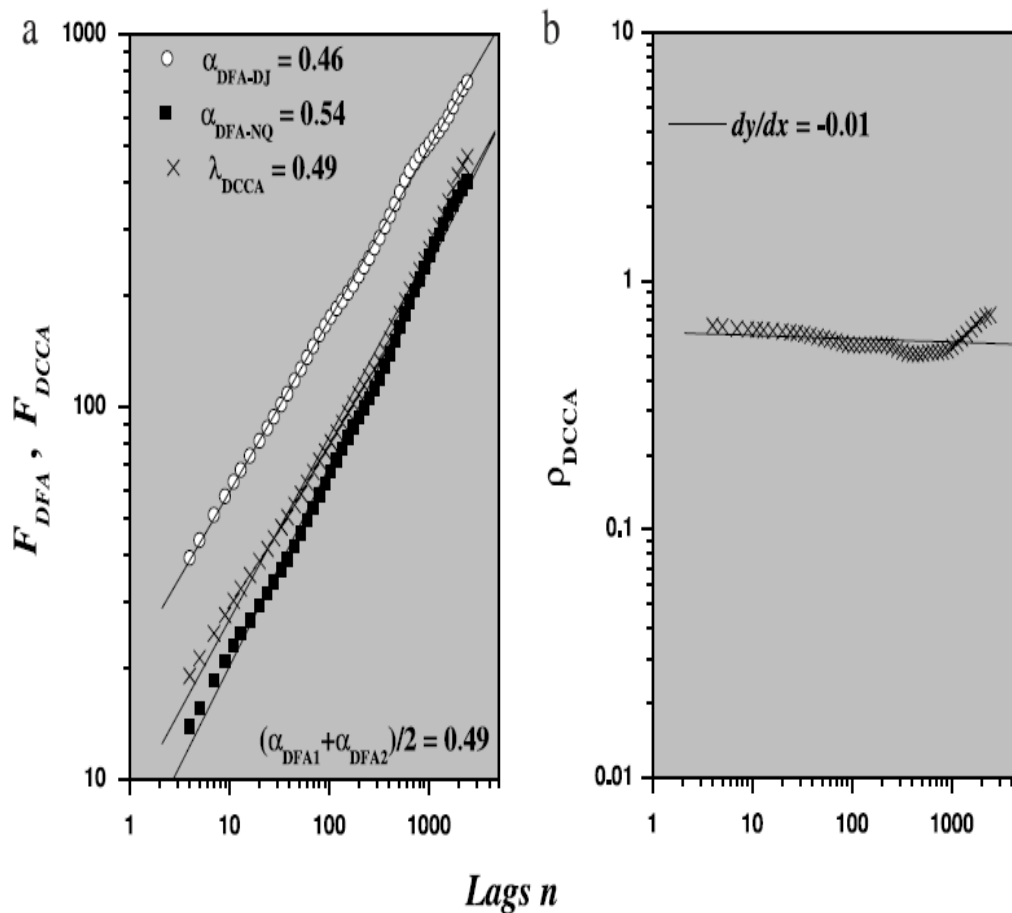 a
1000
100
10
1
10
100
1000
F_DFA , F_DCCA
α_DFA-DJ = 0.46
α_DFA-NQ = 0.54
λ_DCCA = 0.49
(α_DFA1+α_DFA2)/2 = 0.49
b
10
1
0.1
0.01
1
10
100
1000
ρ_DCCA
dy/dx = -0.01
Lags n